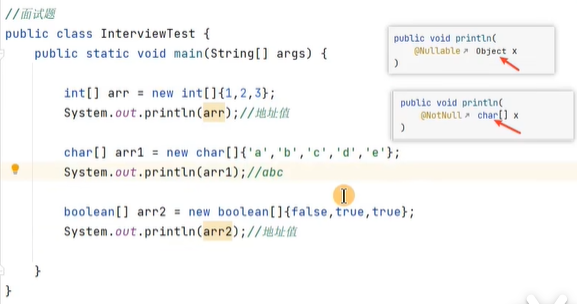 //面试题
public class InterviewTest {
public static void main(String[] args) {
int[] arr = new int[]{1,2,3};
System.out.println(arr);//地址值
char[] arr1 = new char[]{'a','b','c','d','e'};
System.out.println(arr1);//abc
boolean[] arr2 = new boolean[]{false,true,true};
System.out.println(arr2);//地址值
}
}
public void println(
@Nullable Object x
)
public void println(
@NotNull char[] x
)